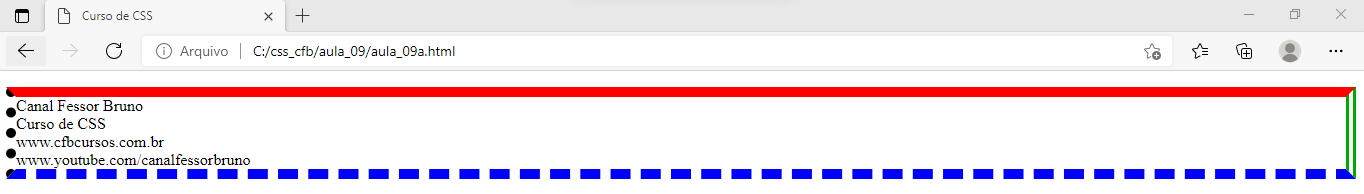 Curso de CSS
Arquivo C:/css_cfb/aula_09/aula_09a.html
Canal Fessor Bruno
Curso de CSS
www.cfbcursos.com.br
www.youtube.com/canalfessorbruno